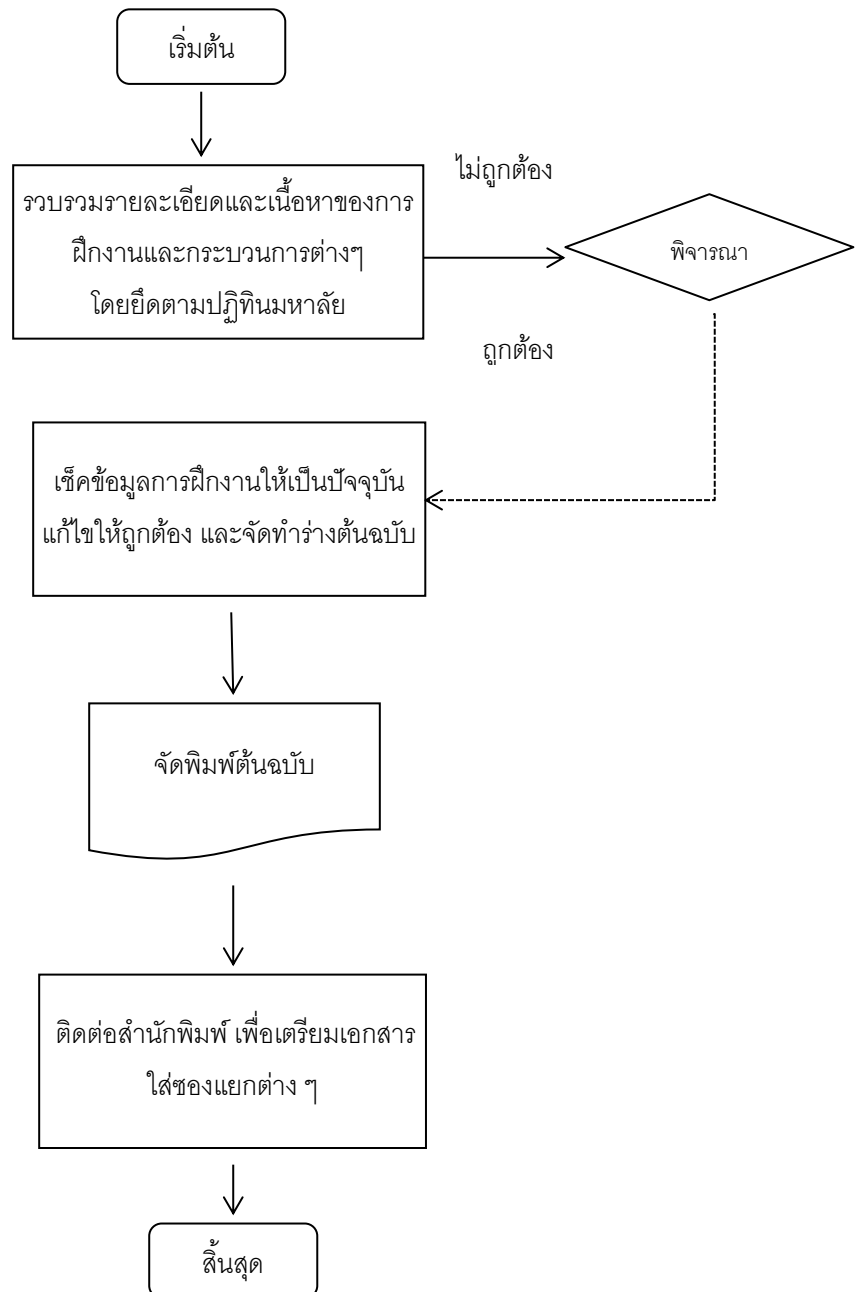 เริ่มต้น
ไม่ถูกต้อง
รวบรวมรายละเอียดและเนื้อหาของการ
ฝึกงานและกระบวนการต่างๆ
โดยยึดตามปฏิทินมหาลัย
พิจารณา
ถูกต้อง
เช็คข้อมูลการฝึกงานให้เป็นปัจจุบัน
แก้ไขให้ถูกต้อง และจัดทำร่างต้นฉบับ
จัดพิมพ์ต้นฉบับ
ติดต่อสำนักพิมพ์ เพื่อเตรียมเอกสาร
ใส่ซองแยกต่าง ๆ
สิ้นสุด